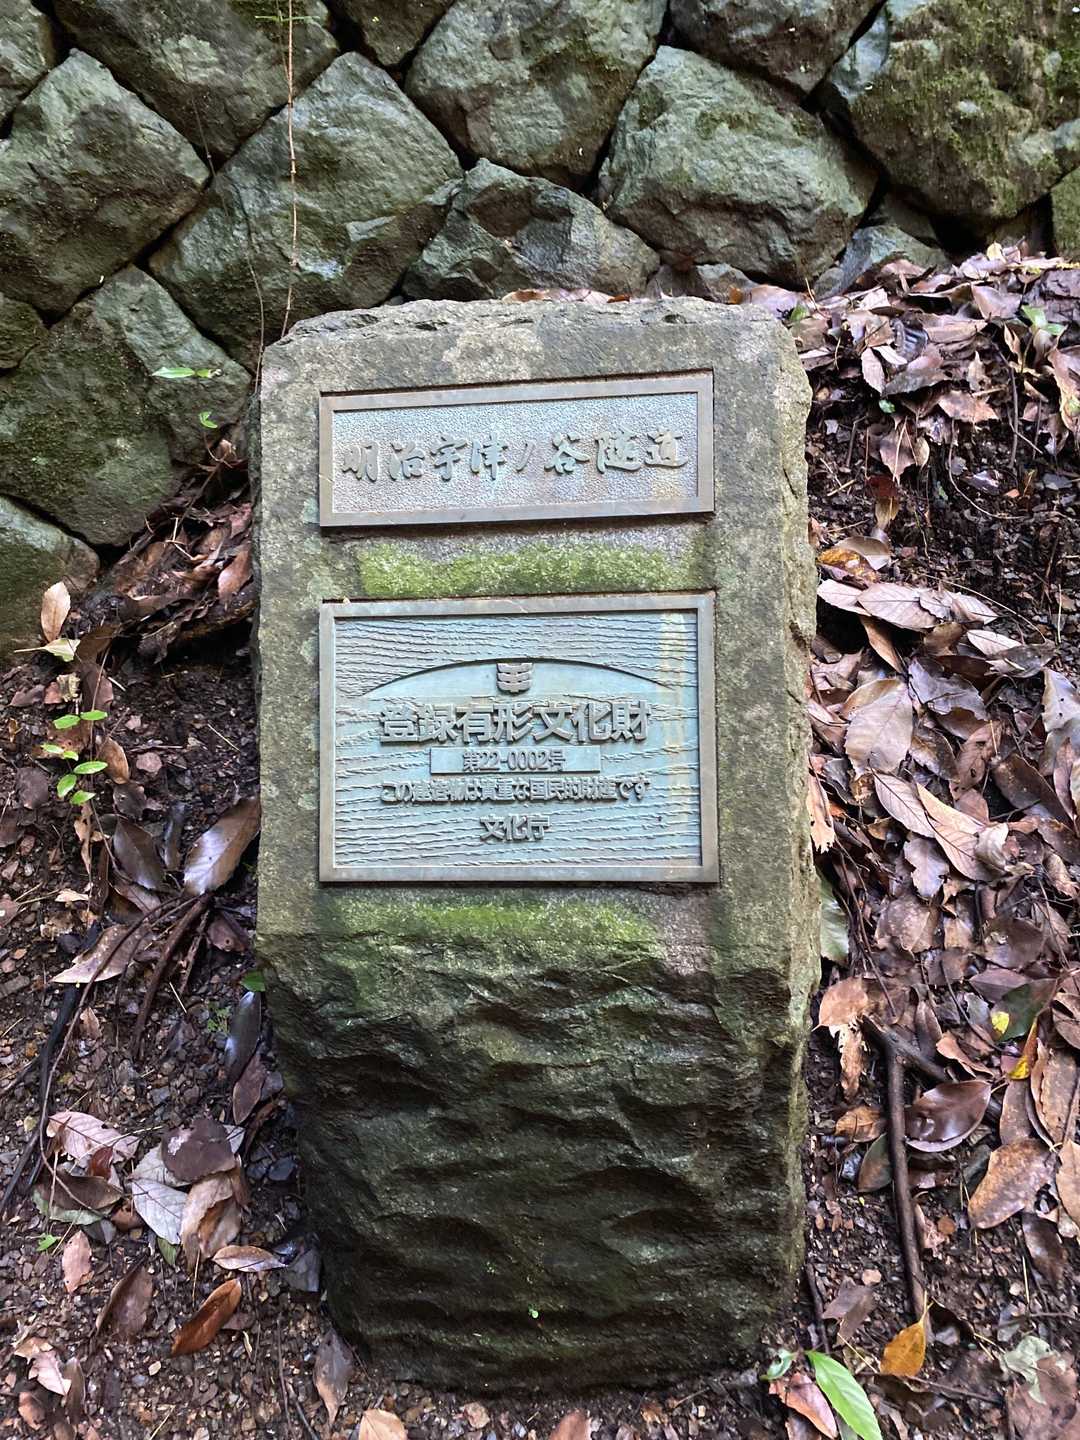 明治宇津ノ谷隧道
登録有形文化財
第22-0002号
この建造物は貴重な国民的財産です
文化庁